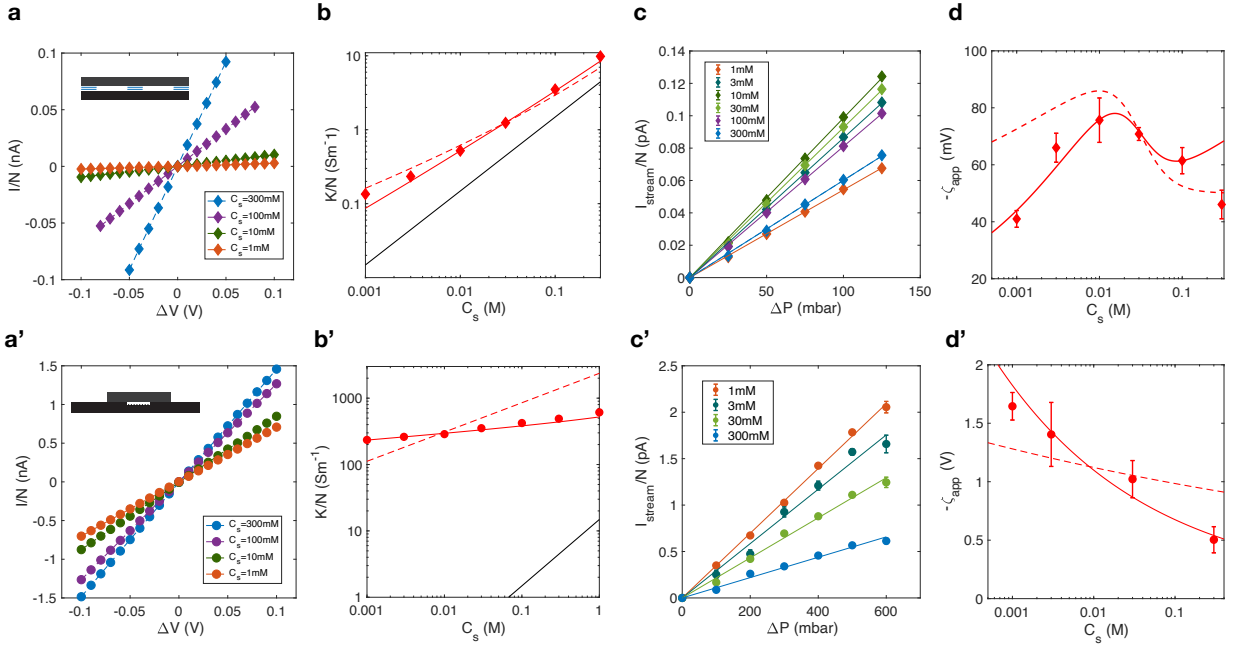 a
I/N (nA)
0.1
0.05
0
-0.05
-0.1
C_s=300mM
C_s=100mM
C_s=10mM
C_s=1mM
-0.1 -0.05 0 0.05 0.1
ΔV (V)
b
K/N (Sm⁻¹)
10
1
0.1
0.001 0.01 0.1
C_s (M)
c
I_stream/N (pA)
0.14
0.12
0.1
0.08
0.06
0.04
0.02
0
1mM
3mM
10mM
30mM
100mM
300mM
0 50 100 150
ΔP (mbar)
d
-ζ_app (mV)
100
80
60
40
20
0.001 0.01 0.1
C_s (M)
a'
I/N (nA)
1.5
1.0
0.5
0
-0.5
-1.0
-1.5
C_s=300mM
C_s=100mM
C_s=10mM
C_s=1mM
-0.1 -0.05 0 0.05 0.1
ΔV (V)
b'
K/N (Sm⁻¹)
1000
100
10
1
0.001 0.01 0.1 1
C_s (M)
c'
I_stream/N (pA)
2.5
2
1.5
1
0.5
0
1mM
3mM
30mM
300mM
0 200 400 600
ΔP (mbar)
d'
-ζ_app (V)
2
1.5
1
0.5
0
0.001 0.01 0.1
C_s (M)